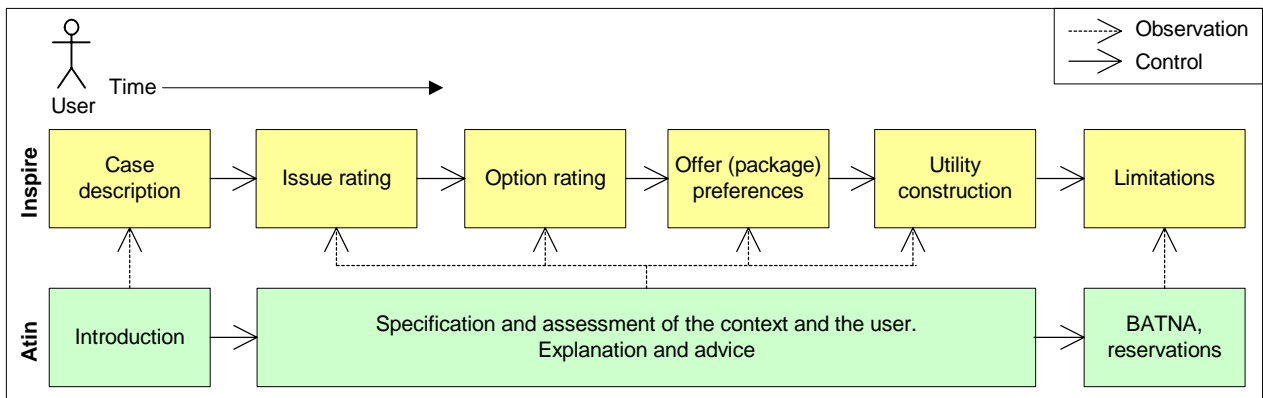 Observation
Control
Time
User
Inspire
Case
description
Issue rating
Option rating
Offer (package)
preferences
Utility
construction
Limitations
Atin
Introduction
Specification and assessment of the context and the user.
Explanation and advice
BATNA,
reservations